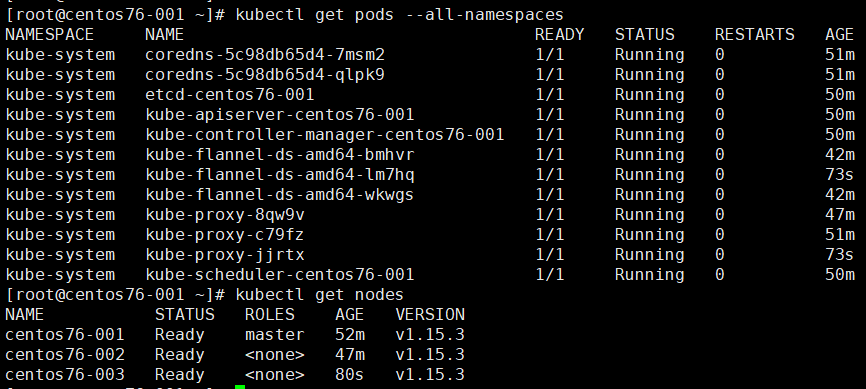 [root@centos76-001 ~]# kubectl get pods --all-namespaces
NAMESPACE     NAME                                    READY   STATUS    RESTARTS   AGE
kube-system   coredns-5c98db65d4-7msm2                1/1     Running   0          51m
kube-system   coredns-5c98db65d4-qlpk9                1/1     Running   0          51m
kube-system   etcd-centos76-001                       1/1     Running   0          50m
kube-system   kube-apiserver-centos76-001             1/1     Running   0          50m
kube-system   kube-controller-manager-centos76-001    1/1     Running   0          50m
kube-system   kube-flannel-ds-amd64-bmhvr             1/1     Running   0          42m
kube-system   kube-flannel-ds-amd64-lm7hq             1/1     Running   0          73s
kube-system   kube-flannel-ds-amd64-wkwgs             1/1     Running   0          42m
kube-system   kube-proxy-8qw9v                        1/1     Running   0          47m
kube-system   kube-proxy-c79fz                        1/1     Running   0          51m
kube-system   kube-proxy-jjrtx                        1/1     Running   0          73s
kube-system   kube-scheduler-centos76-001             1/1     Running   0          50m
[root@centos76-001 ~]# kubectl get nodes
NAME           STATUS   ROLES    AGE   VERSION
centos76-001   Ready    master   52m   v1.15.3
centos76-002   Ready    <none>   47m   v1.15.3
centos76-003   Ready    <none>   80s   v1.15.3